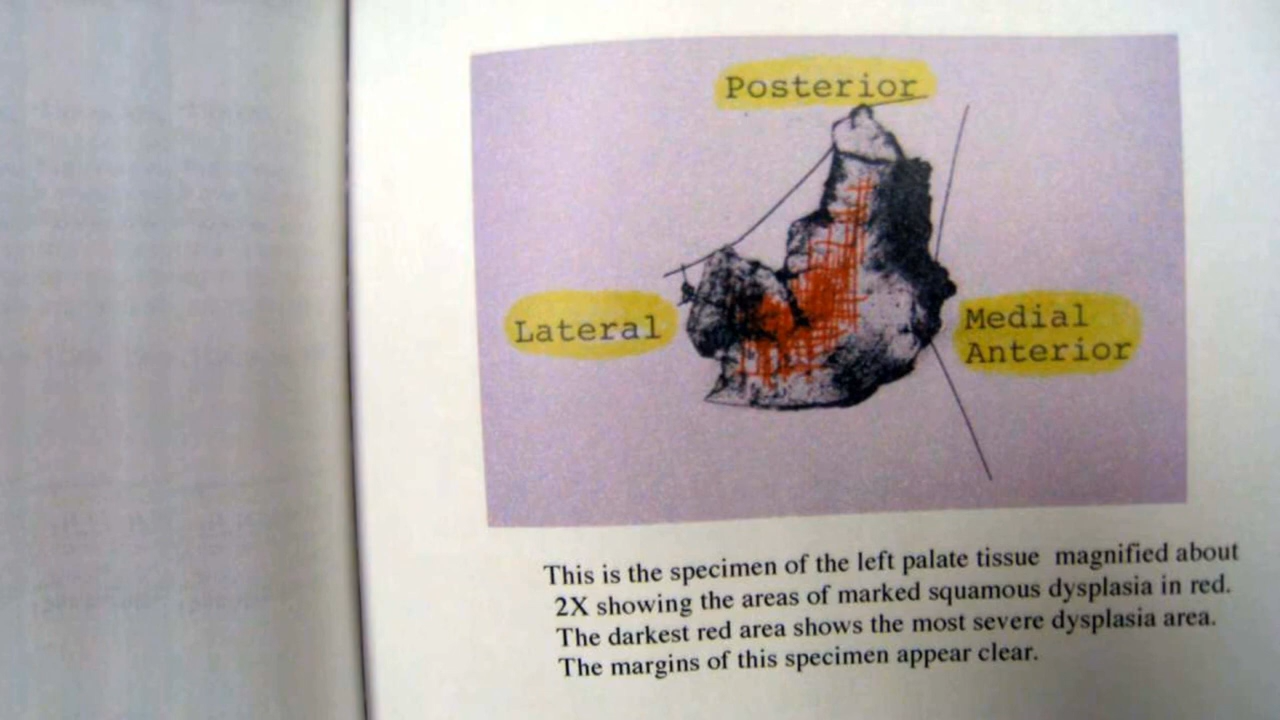 Posterior
Lateral
Medial
Anterior
This is the specimen of the left palate tissue magnified about
2X showing the areas of marked squamous dysplasia in red.
The darkest red area shows the most severe dysplasia area.
The margins of this specimen appear clear.